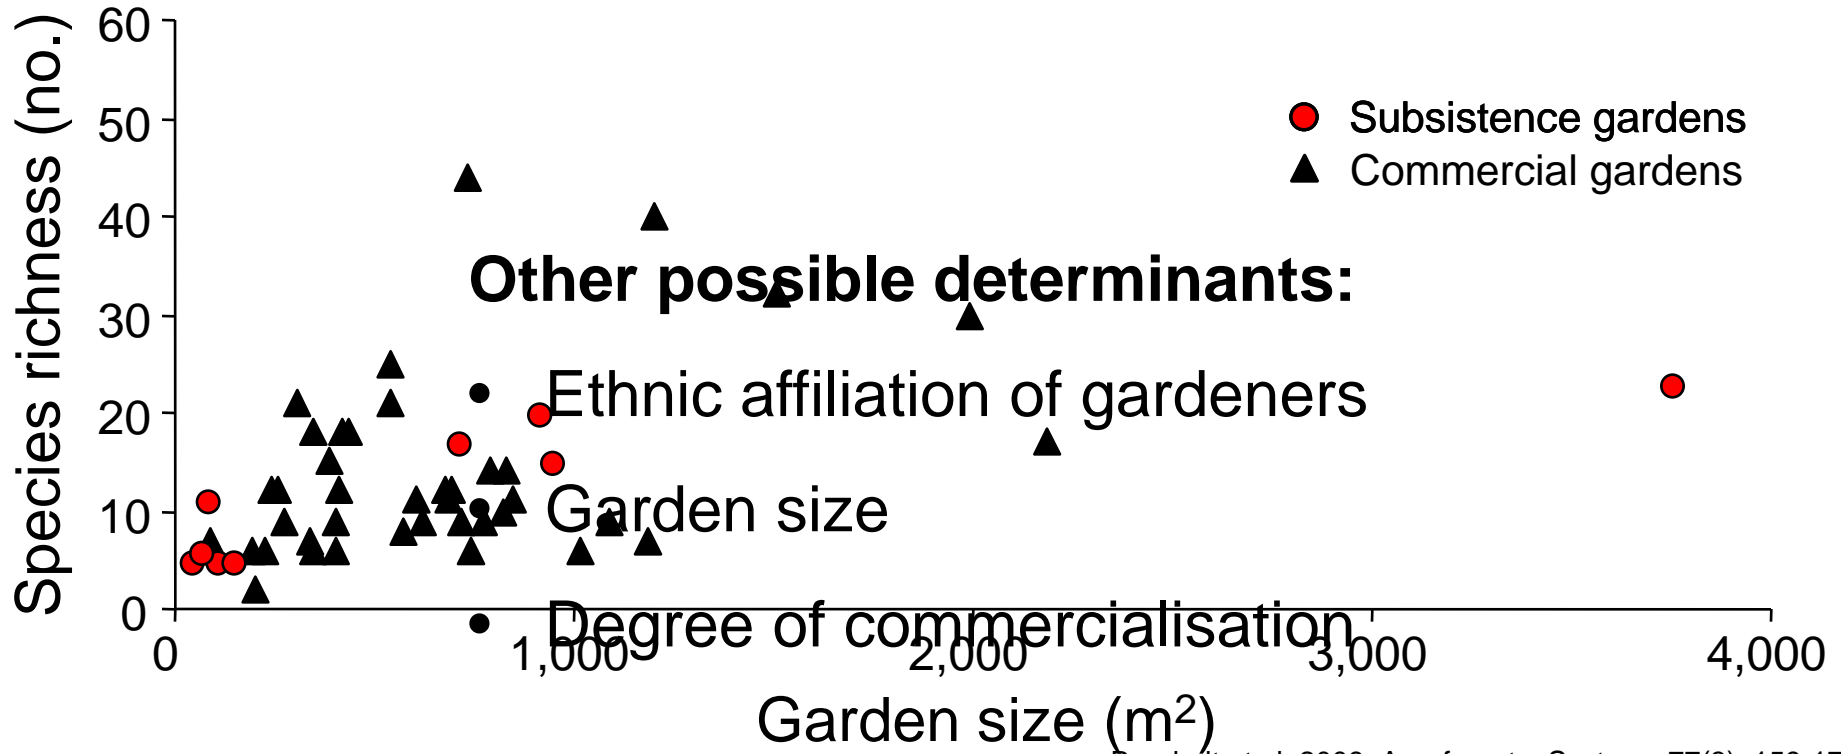 Species richness (no.)
60
50
40
30
20
10
0
Subsistence gardens
Commercial gardens
Other possible determinants:
• Ethnic affiliation of gardeners
• Garden size
• Degree of commercialisation
0 1,000 2,000 3,000 4,000
Garden size (m²)